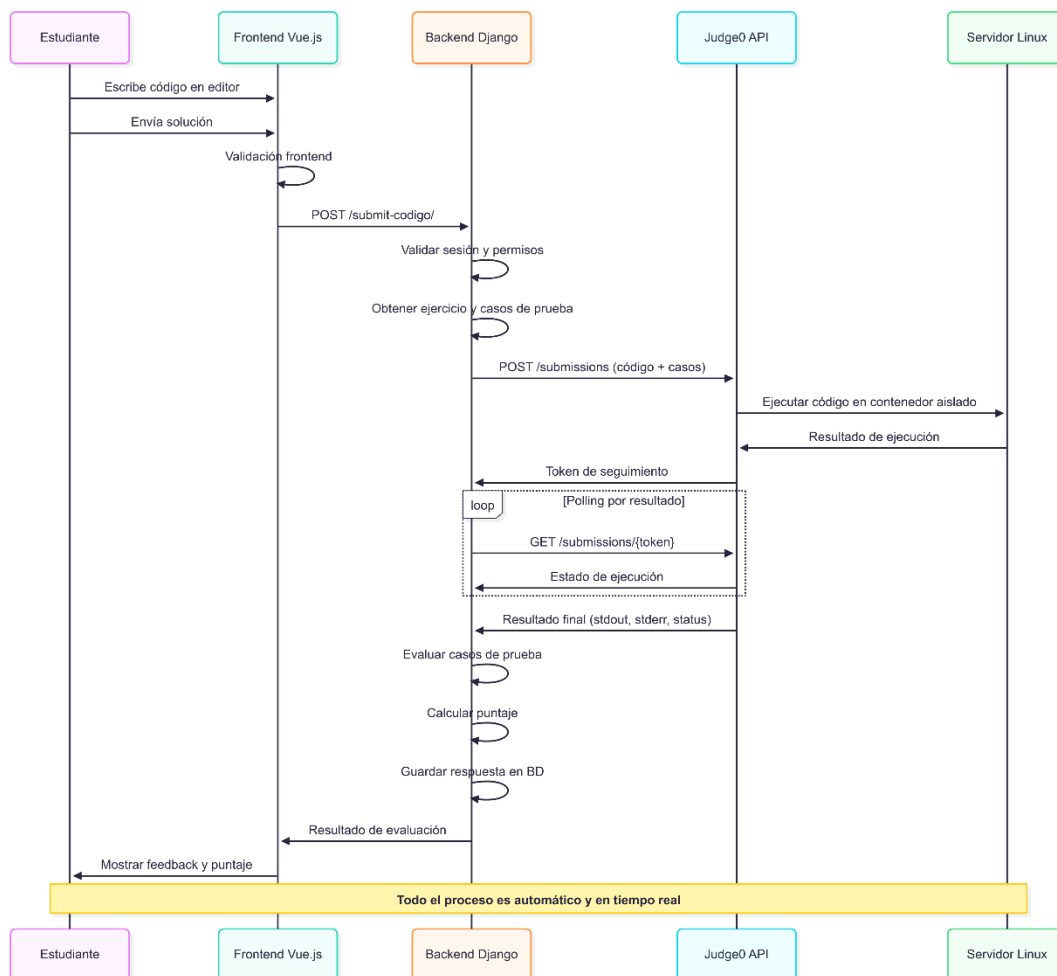 Estudiante
Frontend Vue.js
Backend Django
Judge0 API
Servidor Linux
Escribe código en editor
Envía solución
Validación frontend
POST /submit-codigo/
Validar sesión y permisos
Obtener ejercicio y casos de prueba
POST /submissions (código + casos)
Ejecutar código en contenedor aislado
Resultado de ejecución
Token de seguimiento
loop
[Polling por resultado]
GET /submissions/{token}
Estado de ejecución
Resultado final (stdout, stderr, status)
Evaluar casos de prueba
Calcular puntaje
Guardar respuesta en BD
Resultado de evaluación
Mostrar feedback y puntaje
Todo el proceso es automático y en tiempo real
Estudiante
Frontend Vue.js
Backend Django
Judge0 API
Servidor Linux